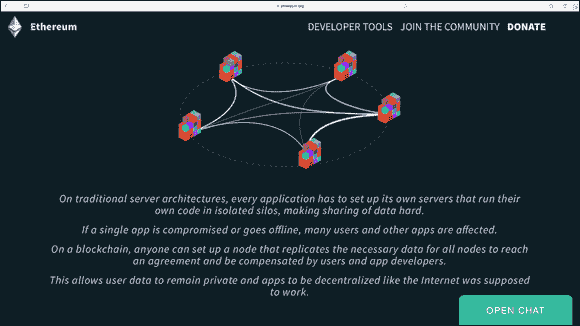 Ethereum
DEVELOPER TOOLS JOIN THE COMMUNITY DONATE
On traditional server architectures, every application has to set up its own servers that run their
own code in isolated silos, making sharing of data hard.
If a single app is compromised or goes offline, many users and other apps are affected.
On a blockchain, anyone can set up a node that replicates the necessary data for all nodes to reach
an agreement and be compensated by users and app developers.
This allows user data to remain private and apps to be decentralized like the Internet was supposed
to work.
OPEN CHAT